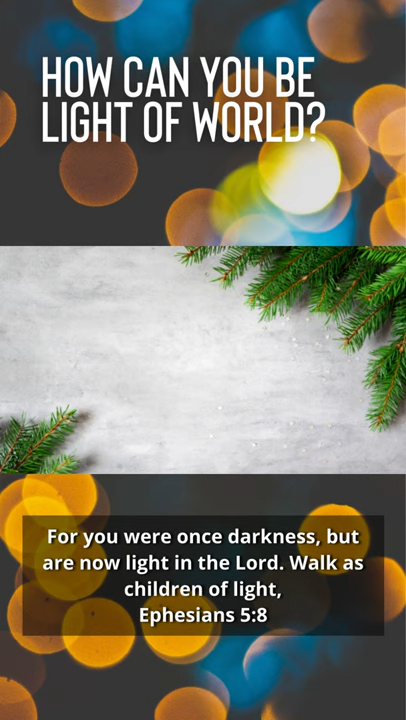 HOW CAN YOU BE
LIGHT OF WORLD?
For you were once darkness, but
are now light in the Lord. Walk as
children of light,
Ephesians 5:8